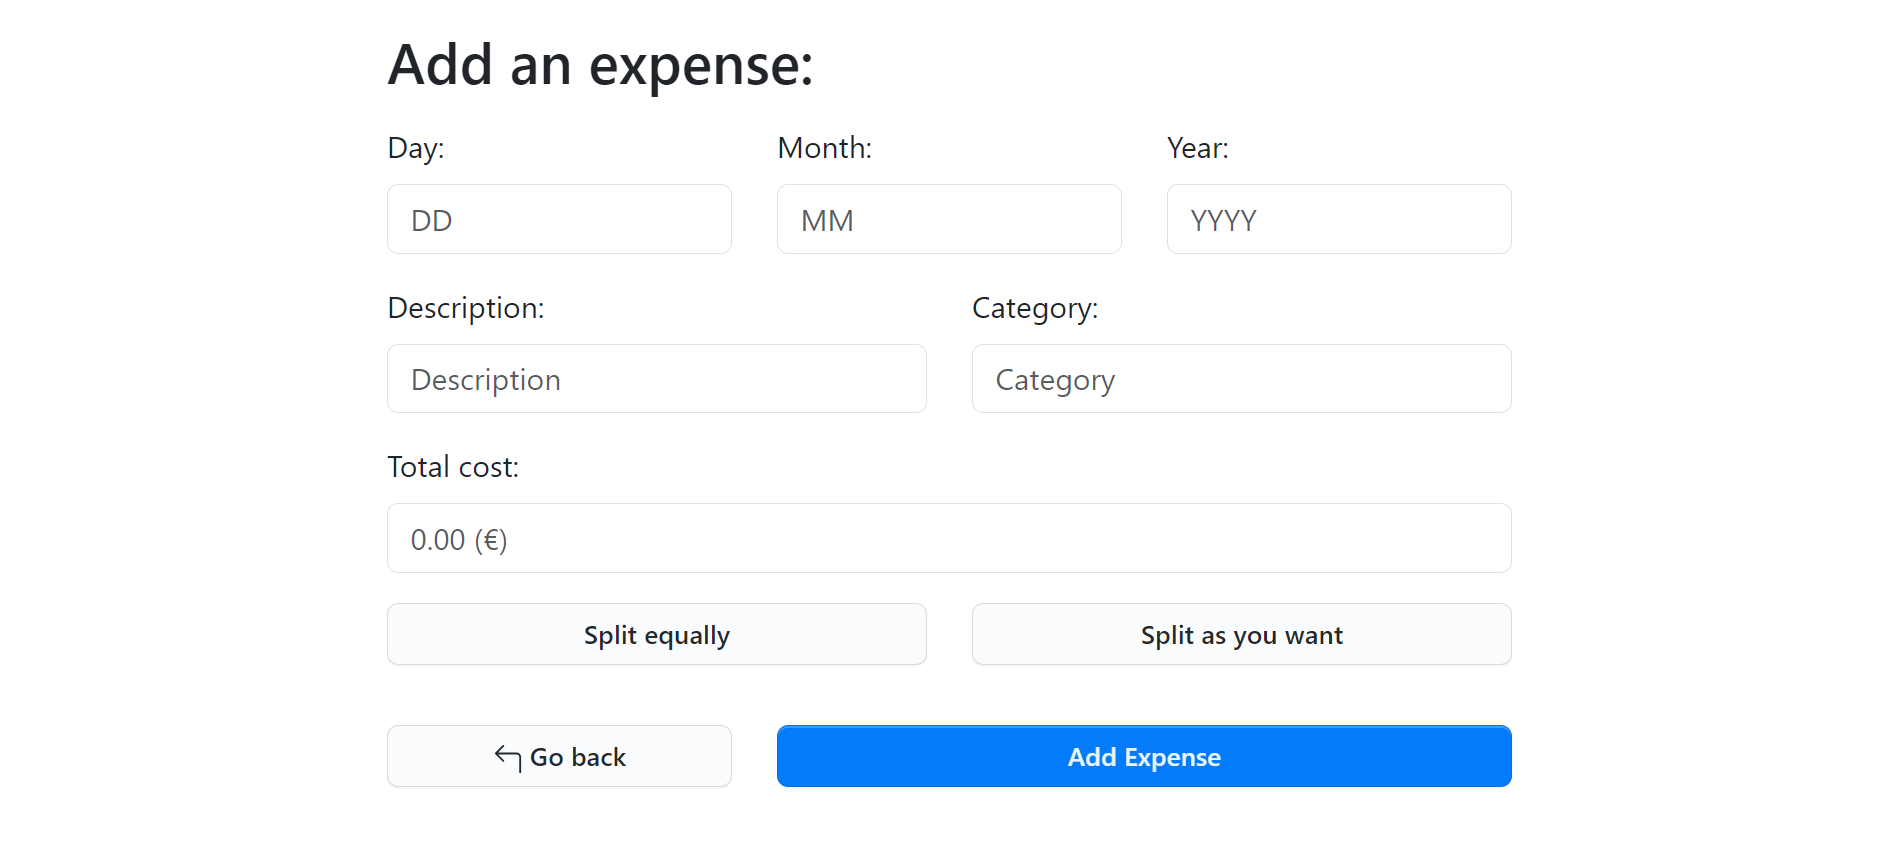 Add an expense:
Day: Month: Year:
DD MM YYYY
Description: Category:
Description Category
Total cost:
0.00 (€)
Split equally Split as you want
Go back Add Expense